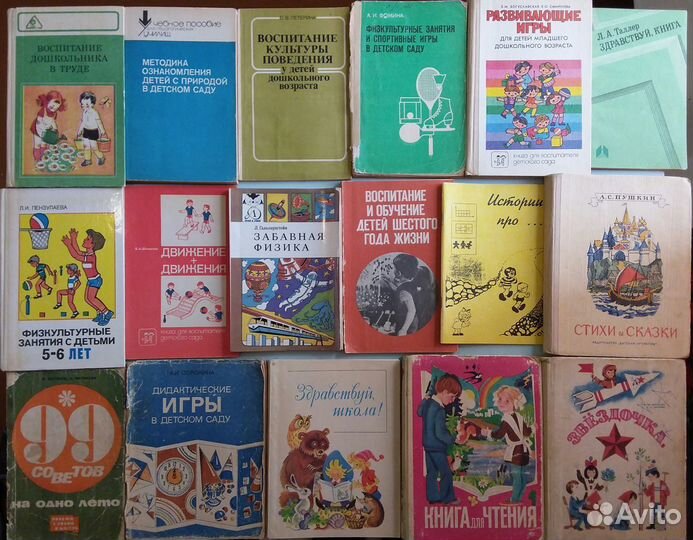 ВОСПИТАНИЕ
ДОШКОЛЬНИКА
В ТРУДЕ
учебное пособие
училищ
МЕТОДИКА
ОЗНАКОМЛЕНИЯ
ДЕТЕЙ С ПРИРОДОЙ
В ДЕТСКОМ САДУ
ВОСПИТАНИЕ
КУЛЬТУРЫ
ПОВЕДЕНИЯ
У ДЕТЕЙ
ДОШКОЛЬНОГО
ВОЗРАСТА
ФИЗКУЛЬТУРНЫЕ ЗАНЯТИЯ
И СПОРТИВНЫЕ ИГРЫ
В ДЕТСКОМ САДУ
РАЗВИВАЮЩИЕ
ИГРЫ
ДЛЯ ДЕТЕЙ МЛАДШЕГО
ДОШКОЛЬНОГО ВОЗРАСТА
книга для воспитателя
детского сада
Л. А. Таллер
ЗДРАВСТВУЙ, КНИГА
Л.И. ПЕНЗУЛАЕВА
ФИЗКУЛЬТУРНЫЕ
ЗАНЯТИЯ С ДЕТЬМИ
5-6 ЛЕТ
ДВИЖЕНИЕ
+
ДВИЖЕНИЯ
книга для воспитателя
детского сада
Л. Гальперштейн
ЗАБАВНАЯ
ФИЗИКА
ВОСПИТАНИЕ
И ОБУЧЕНИЕ
ДЕТЕЙ ШЕСТОГО
ГОДА ЖИЗНИ
Истории
про ...
А.С. ПУШКИН
СТИХИ и СКАЗКИ
99
СОВЕТОВ
НА ОДНО ЛЕТО
А.И. СОРОКИНА
ДИДАКТИЧЕСКИЕ
ИГРЫ
В ДЕТСКОМ САДУ
Здравствуй,
школа!
КНИГА ДЛЯ ЧТЕНИЯ
ЗВЁЗДОЧКА
Avito